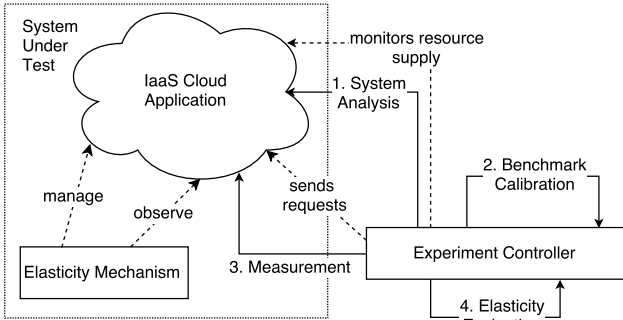 System
Under
Test
IaaS Cloud
Application
monitors resource
supply
1. System
Analysis
2. Benchmark
Calibration
manage
observe
sends
requests
Elasticity Mechanism
3. Measurement
Experiment Controller
4. Elasticity